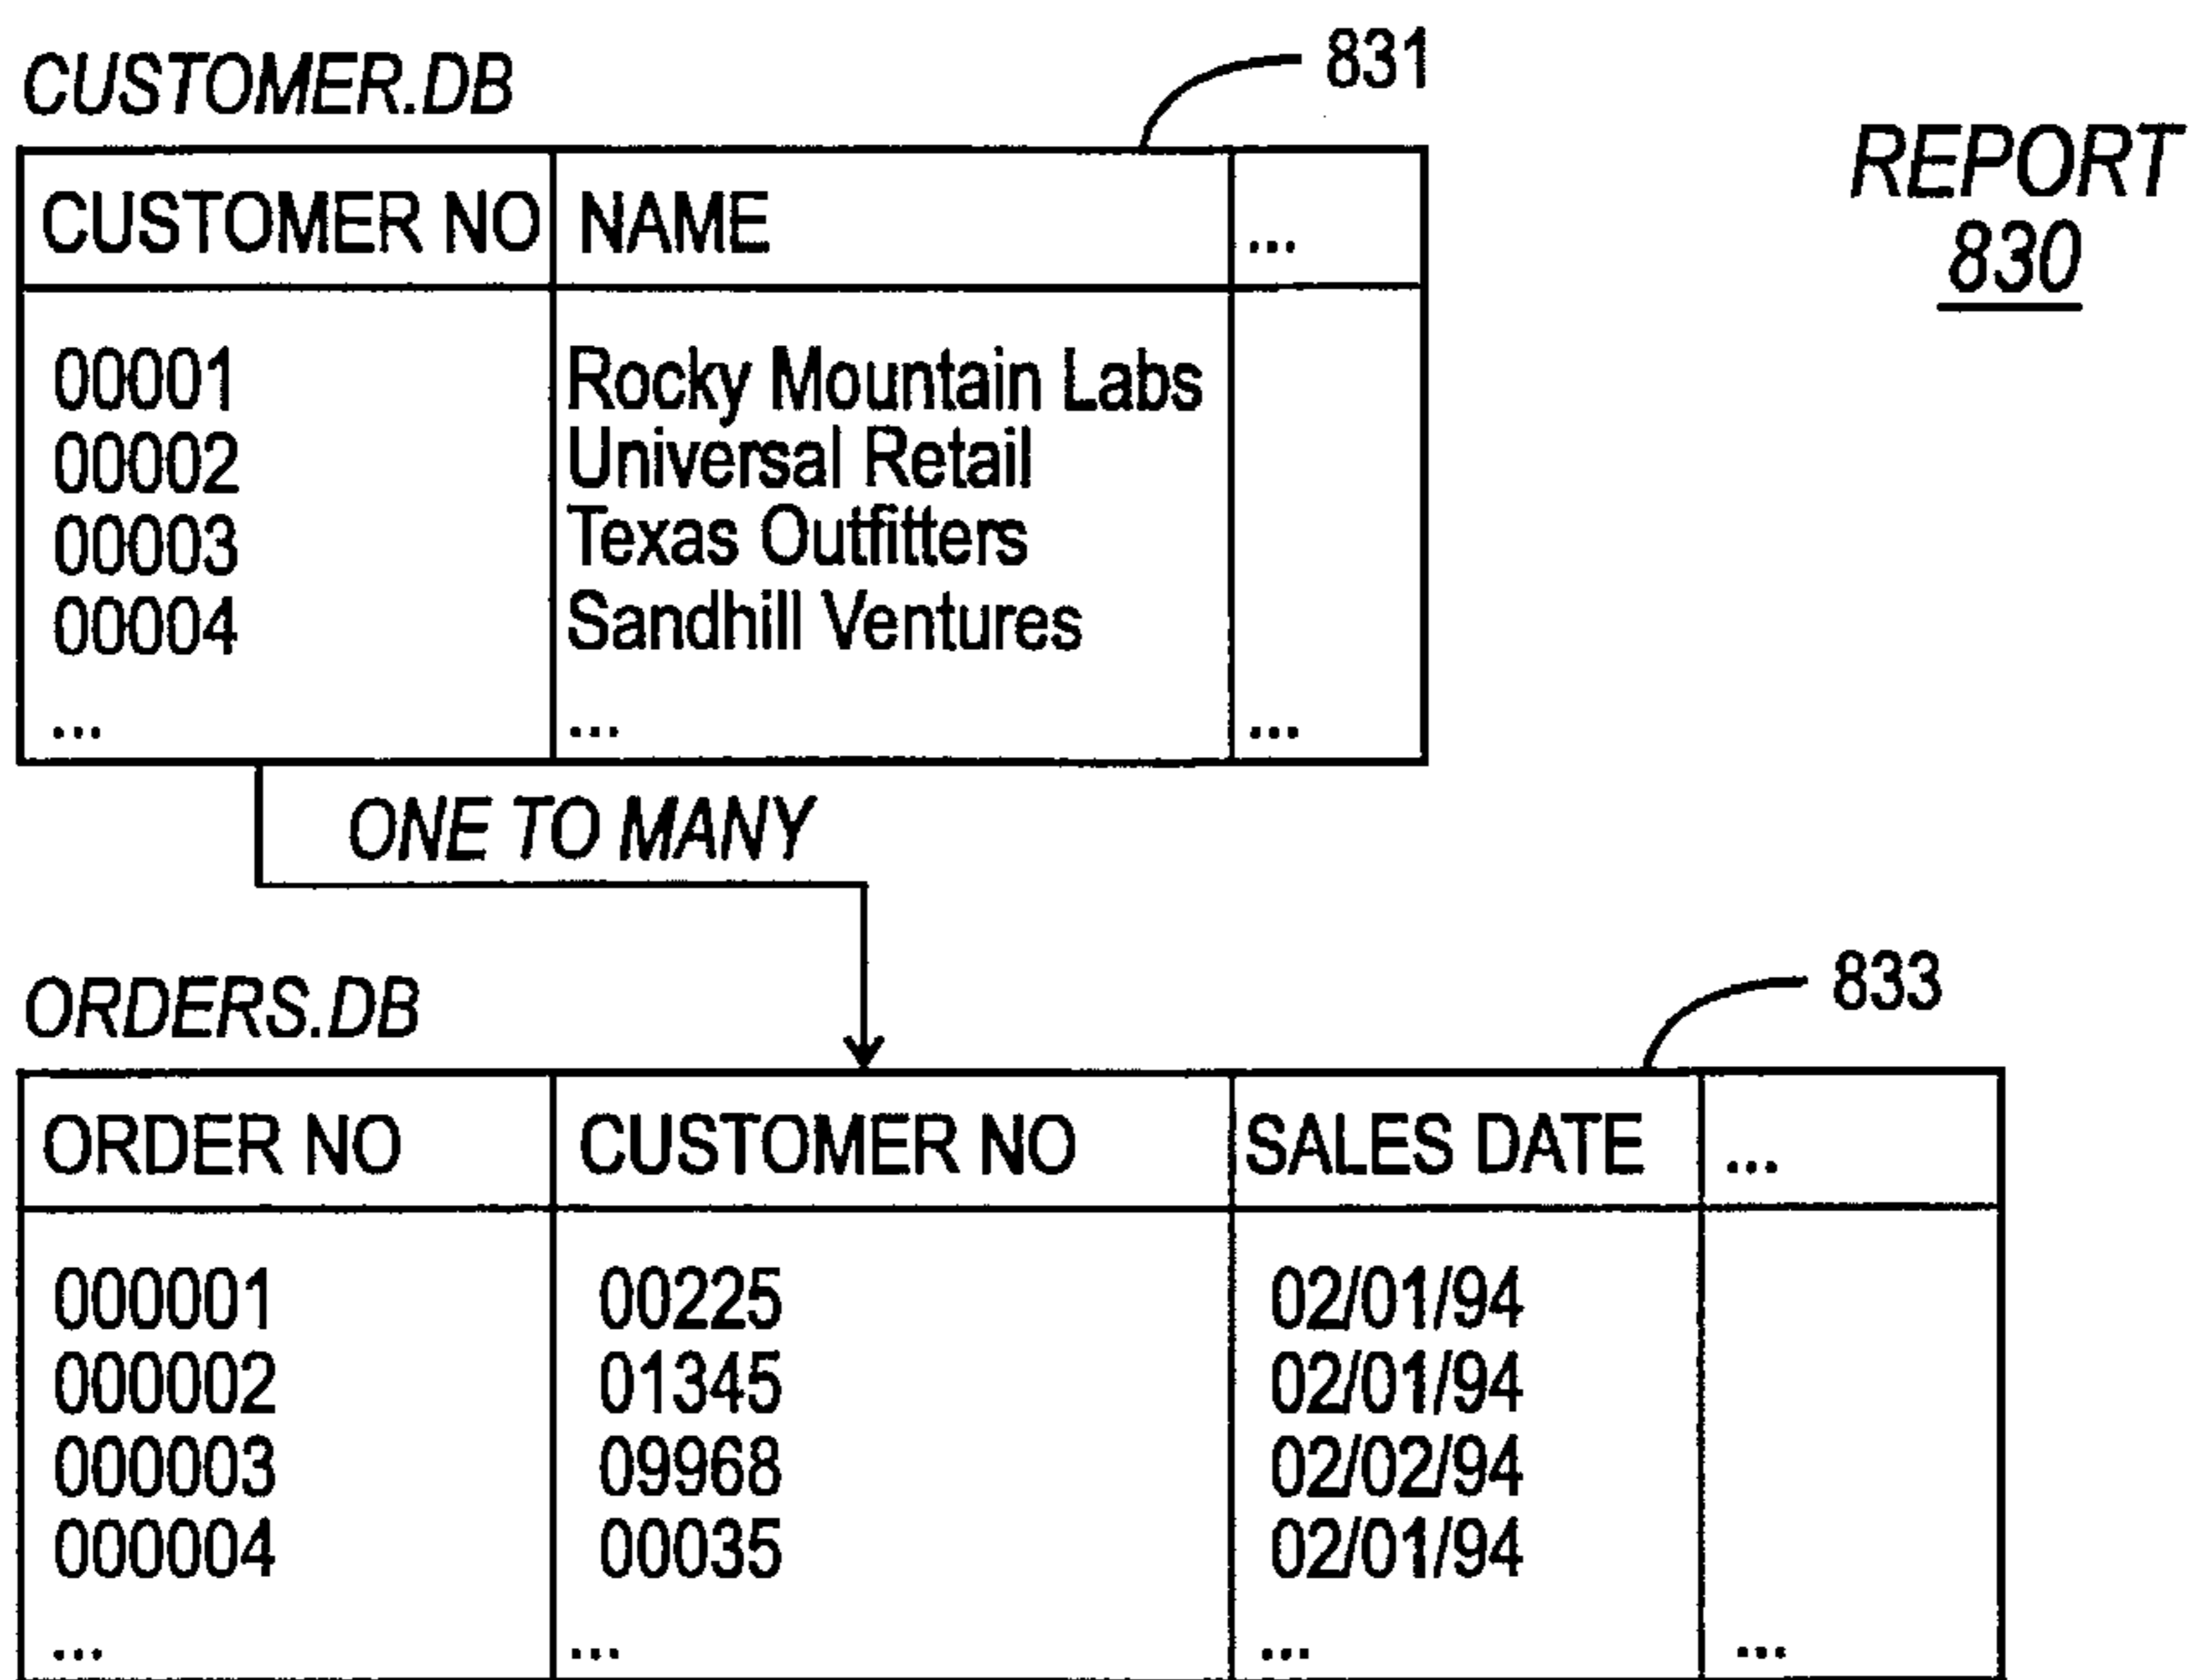 CUSTOMER.DB
831
REPORT
830
CUSTOMER NO NAME ...
00001 Rocky Mountain Labs
00002 Universal Retail
00003 Texas Outfitters
00004 Sandhill Ventures
... ... ...
ONE TO MANY
ORDERS.DB
833
ORDER NO CUSTOMER NO SALES DATE ...
000001 00225 02/01/94
000002 01345 02/01/94
000003 09968 02/02/94
000004 00035 02/01/94
... ... ... ...